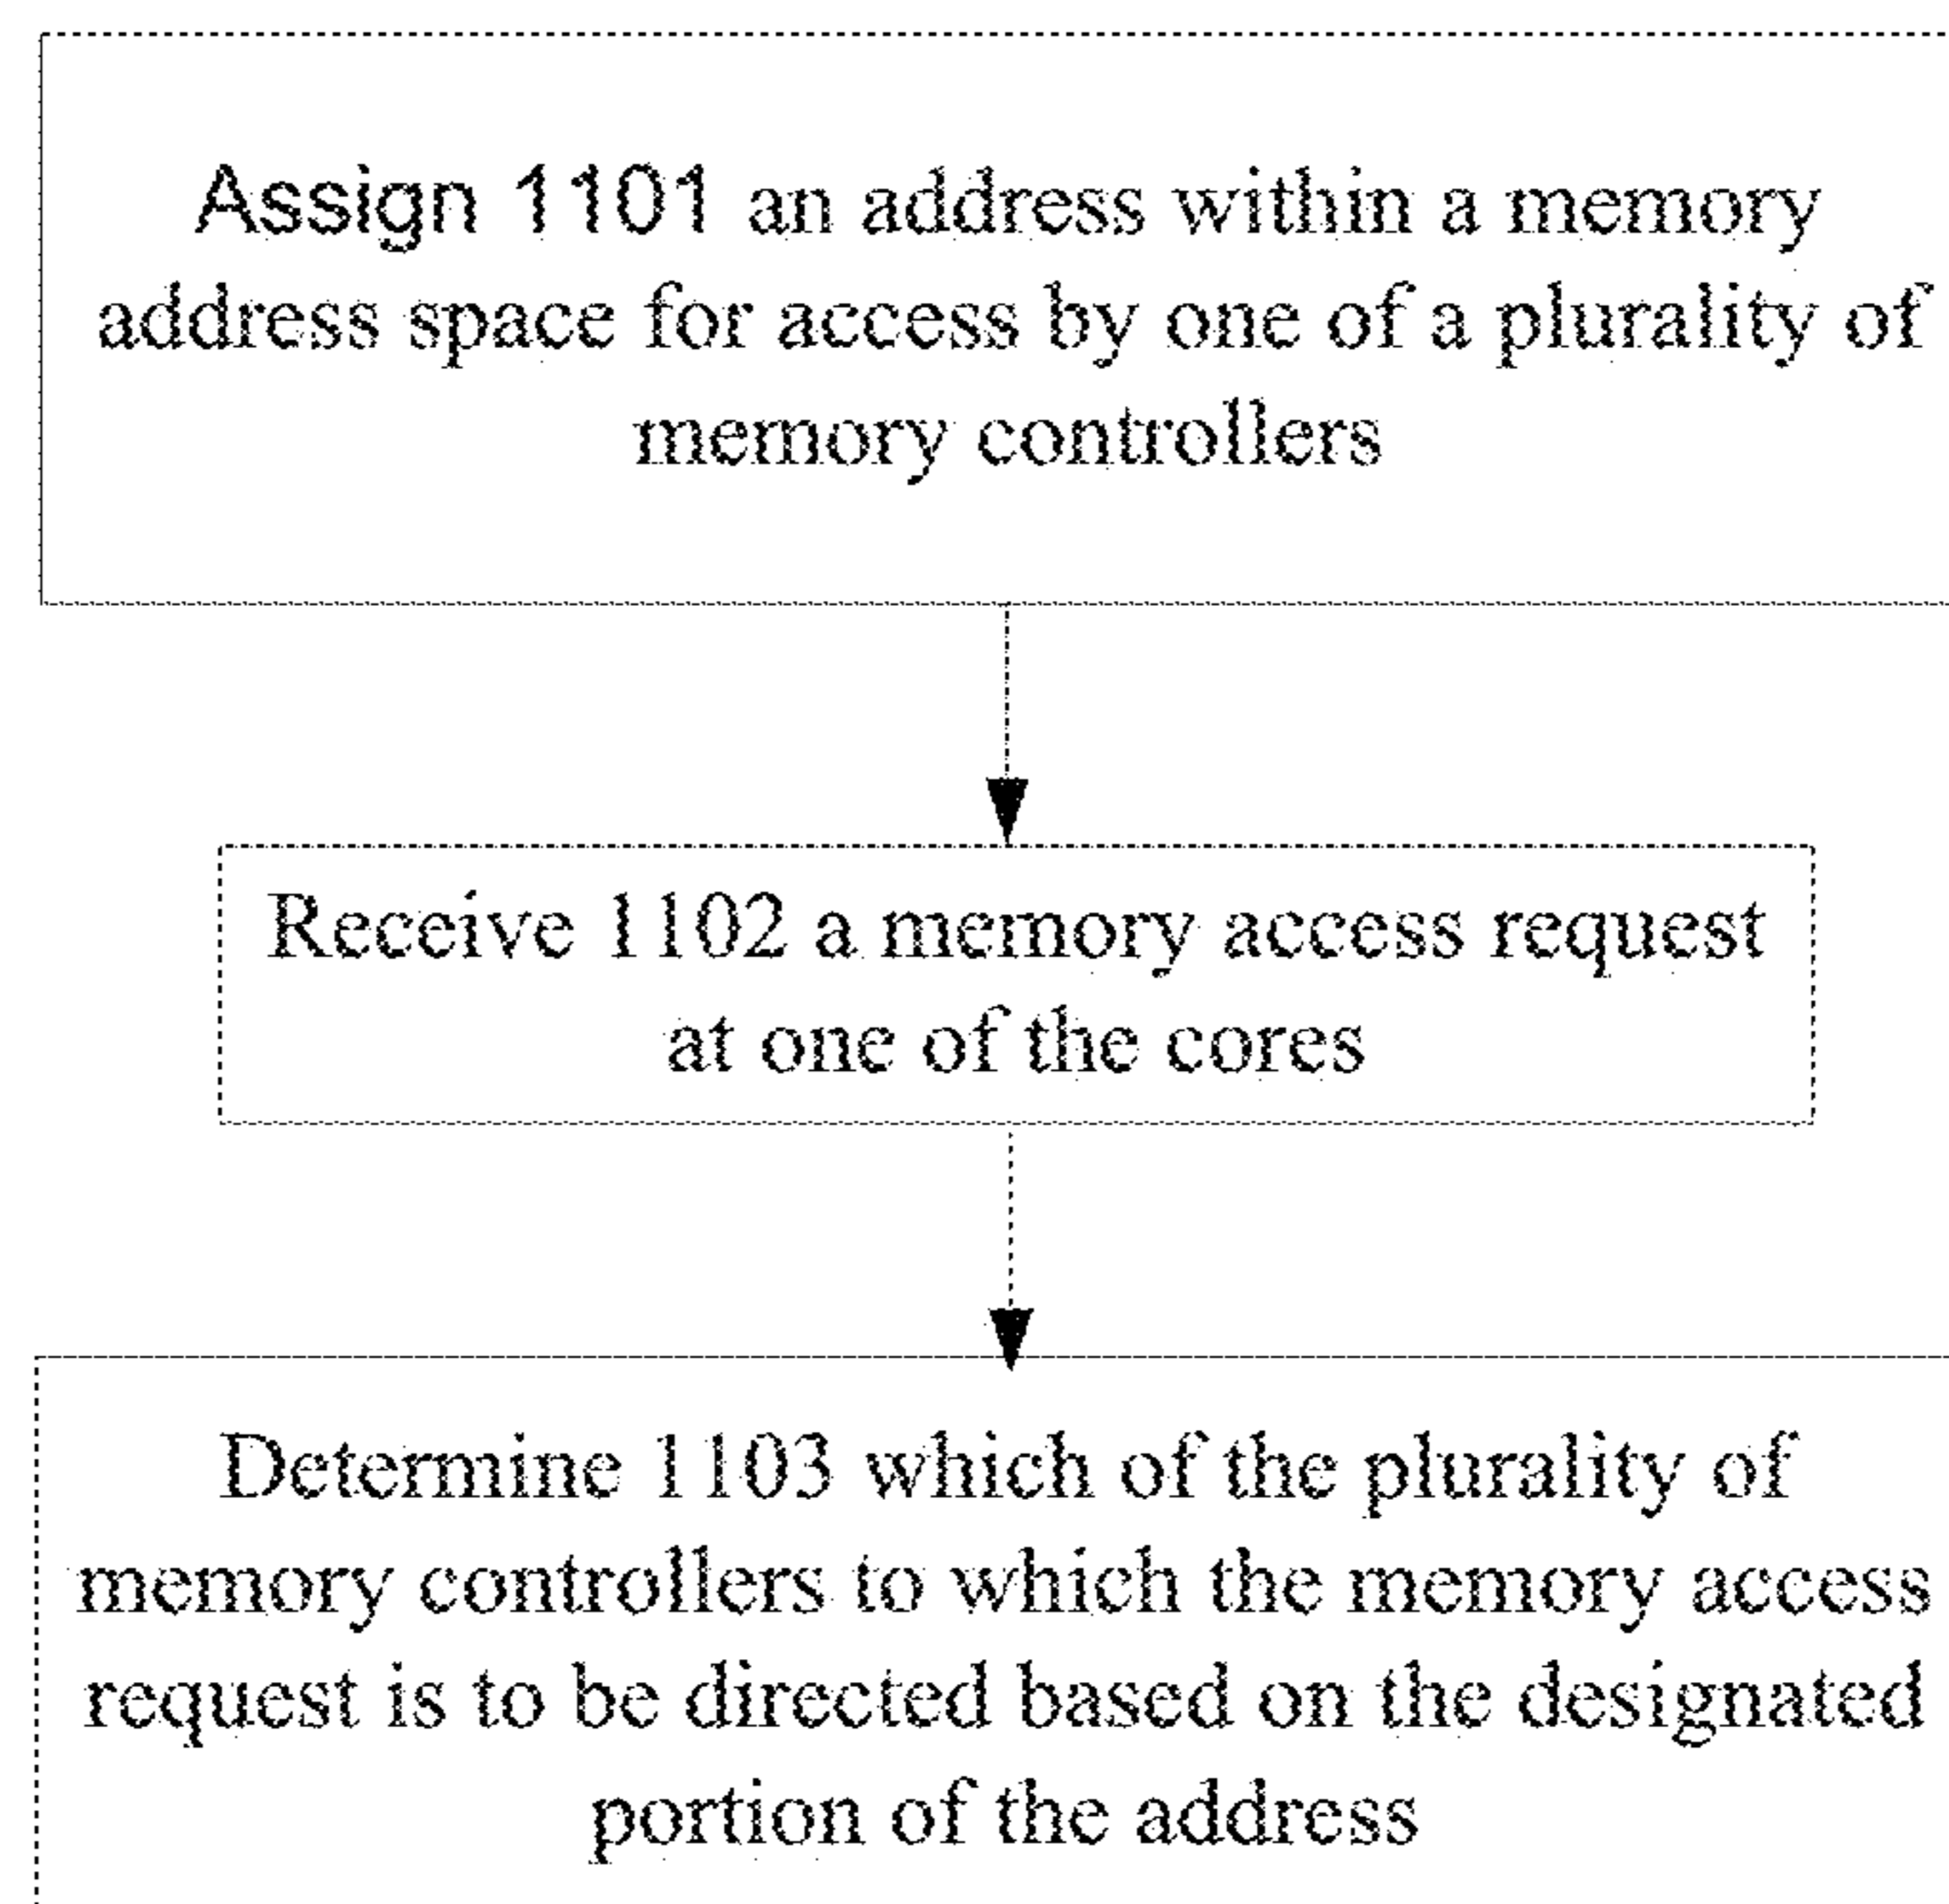 Assign 1101 an address within a memory
address space for access by one of a plurality of
memory controllers
Receive 1102 a memory access request
at one of the cores
Determine 1103 which of the plurality of
memory controllers to which the memory access
request is to be directed based on the designated
portion of the address